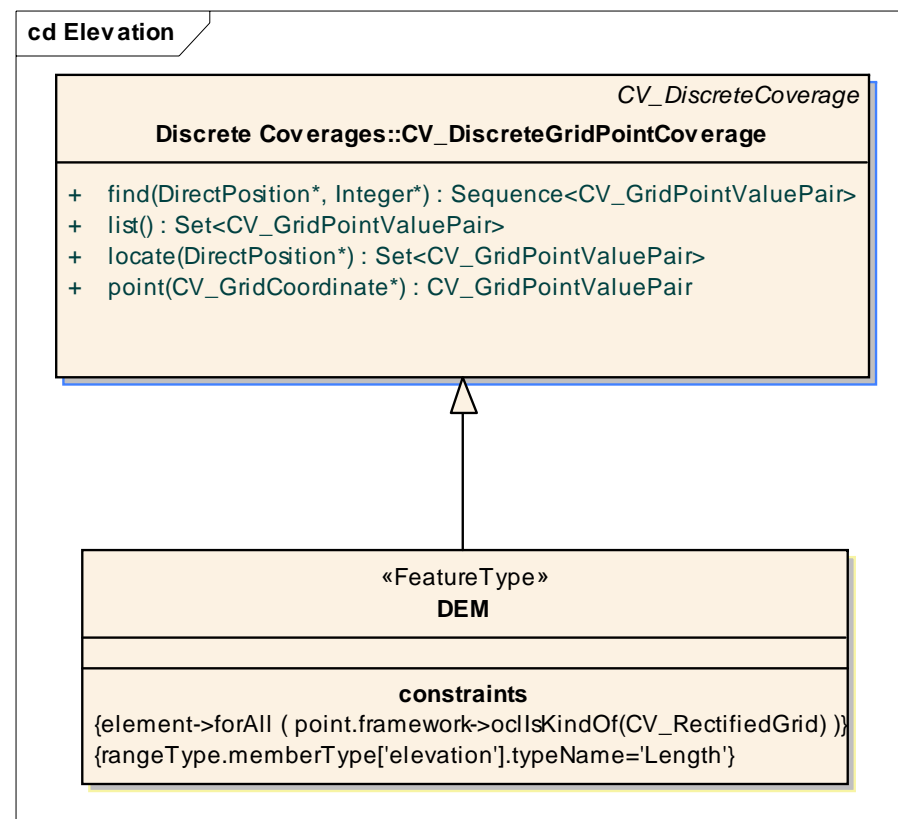 cd Elevation
CV_DiscreteCoverage
Discrete Coverages::CV_DiscreteGridPointCoverage
+ find(DirectPosition*, Integer*) : Sequence<CV_GridPointValuePair>
+ list() : Set<CV_GridPointValuePair>
+ locate(DirectPosition*) : Set<CV_GridPointValuePair>
+ point(CV_GridCoordinate*) : CV_GridPointValuePair
«FeatureType»
DEM
constraints
{element->forAll ( point.framework->oclIsKindOf(CV_RectifiedGrid) )}
{rangeType.memberType['elevation'].typeName='Length'}